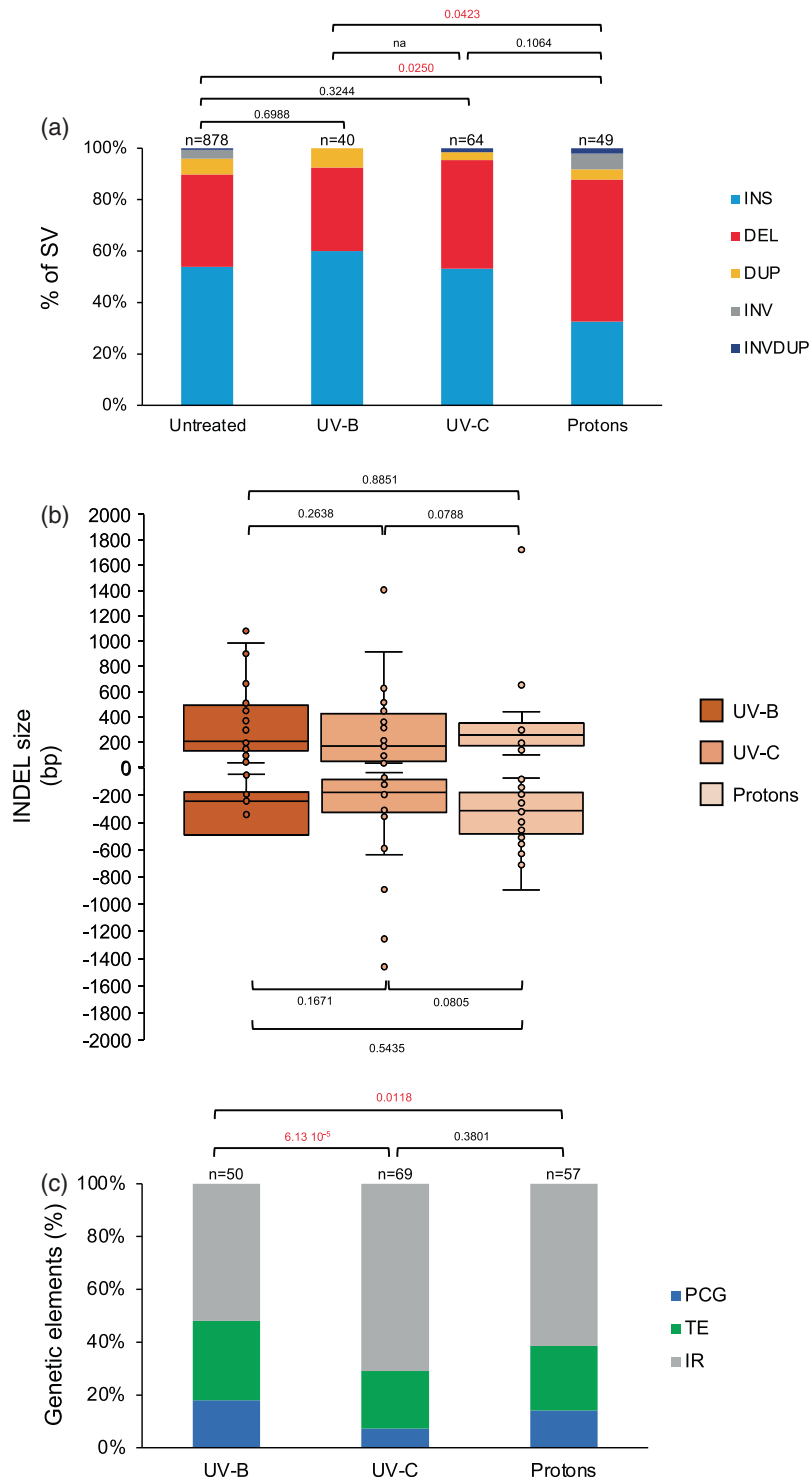 0.0423
na
0.1064
0.0250
0.3244
0.6988
(a)
n=878 n=40 n=64 n=49
100%
80%
60%
40%
20%
0%
% of SV
INS
DEL
DUP
INV
INVDUP
Untreated UV-B UV-C Protons
0.8851
(b)
0.2638 0.0788
2000
1800
1600
1400
1200
1000
800
600
400
200
0
-200
-400
-600
-800
-1000
-1200
-1400
-1600
-1800
-2000
INDEL size
(bp)
UV-B
UV-C
Protons
0.1671 0.0805
0.5435
0.0118
6.13 10⁻⁵ 0.3801
(c)
n=50 n=69 n=57
100%
80%
60%
40%
20%
0%
Genetic elements (%)
PCG
TE
IR
UV-B UV-C Protons